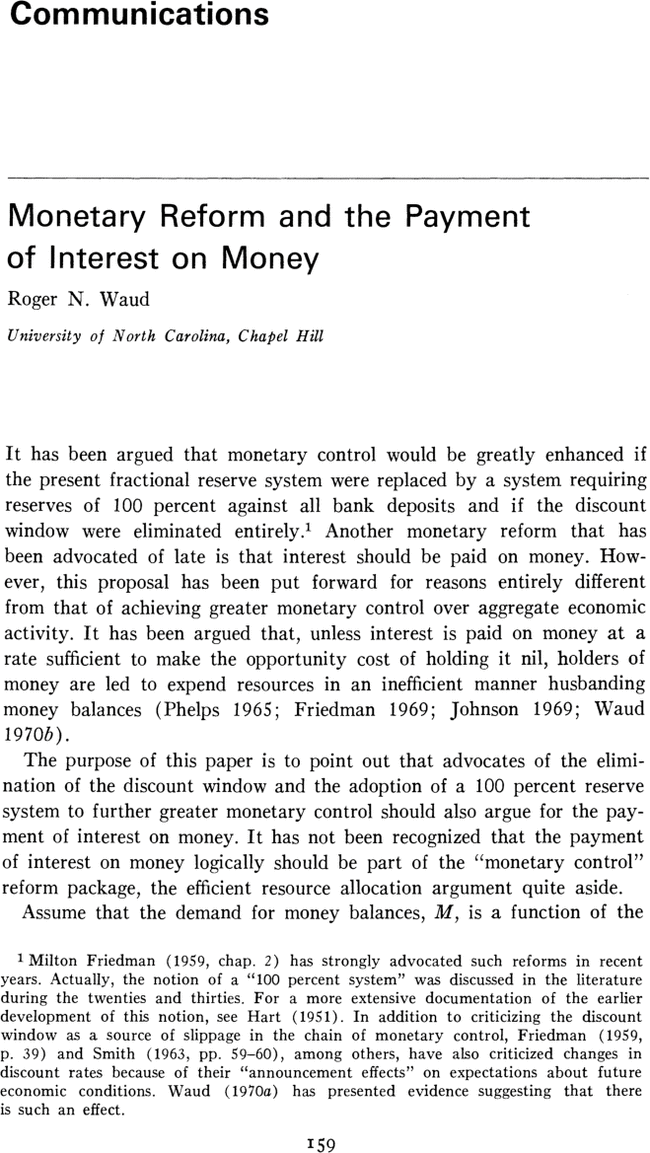 Communications
Monetary Reform and the Payment
of Interest on Money
Roger N. Waud
University of North Carolina, Chapel Hill
It has been argued that monetary control would be greatly enhanced if
the present fractional reserve system were replaced by a system requiring
reserves of 100 percent against all bank deposits and if the discount
window were eliminated entirely.¹ Another monetary reform that has
been advocated of late is that interest should be paid on money. How-
ever, this proposal has been put forward for reasons entirely different
from that of achieving greater monetary control over aggregate economic
activity. It has been argued that, unless interest is paid on money at a
rate sufficient to make the opportunity cost of holding it nil, holders of
money are led to expend resources in an inefficient manner husbanding
money balances (Phelps 1965; Friedman 1969; Johnson 1969; Waud
1970b).
The purpose of this paper is to point out that advocates of the elimi-
nation of the discount window and the adoption of a 100 percent reserve
system to further greater monetary control should also argue for the pay-
ment of interest on money. It has not been recognized that the payment
of interest on money logically should be part of the “monetary control”
reform package, the efficient resource allocation argument quite aside.
Assume that the demand for money balances, M, is a function of the
¹ Milton Friedman (1959, chap. 2) has strongly advocated such reforms in recent
years. Actually, the notion of a “100 percent system” was discussed in the literature
during the twenties and thirties. For a more extensive documentation of the earlier
development of this notion, see Hart (1951). In addition to criticizing the discount
window as a source of slippage in the chain of monetary control, Friedman (1959,
p. 39) and Smith (1963, pp. 59–60), among others, have also criticized changes in
discount rates because of their “announcement effects” on expectations about future
economic conditions. Waud (1970a) has presented evidence suggesting that there
is such an effect.
159